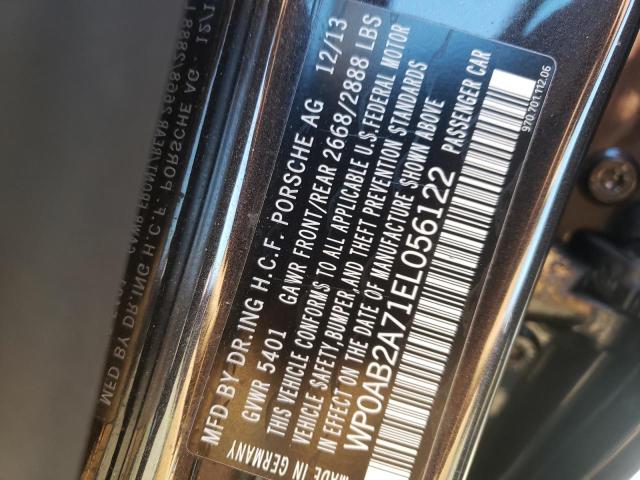 MFD BY DR.ING H.C.F. PORSCHE AG 12/13
GVWR 5401 GAWR FRONT/REAR 2668/2888 LBS
THIS VEHICLE CONFORMS TO ALL APPLICABLE U.S. FEDERAL MOTOR
VEHICLE SAFETY, BUMPER, AND THEFT PREVENTION STANDARDS
IN EFFECT ON THE DATE OF MANUFACTURE SHOWN ABOVE
WP0AB2A71EL056122 PASSENGER CAR
MADE IN GERMANY 970.701.112.06